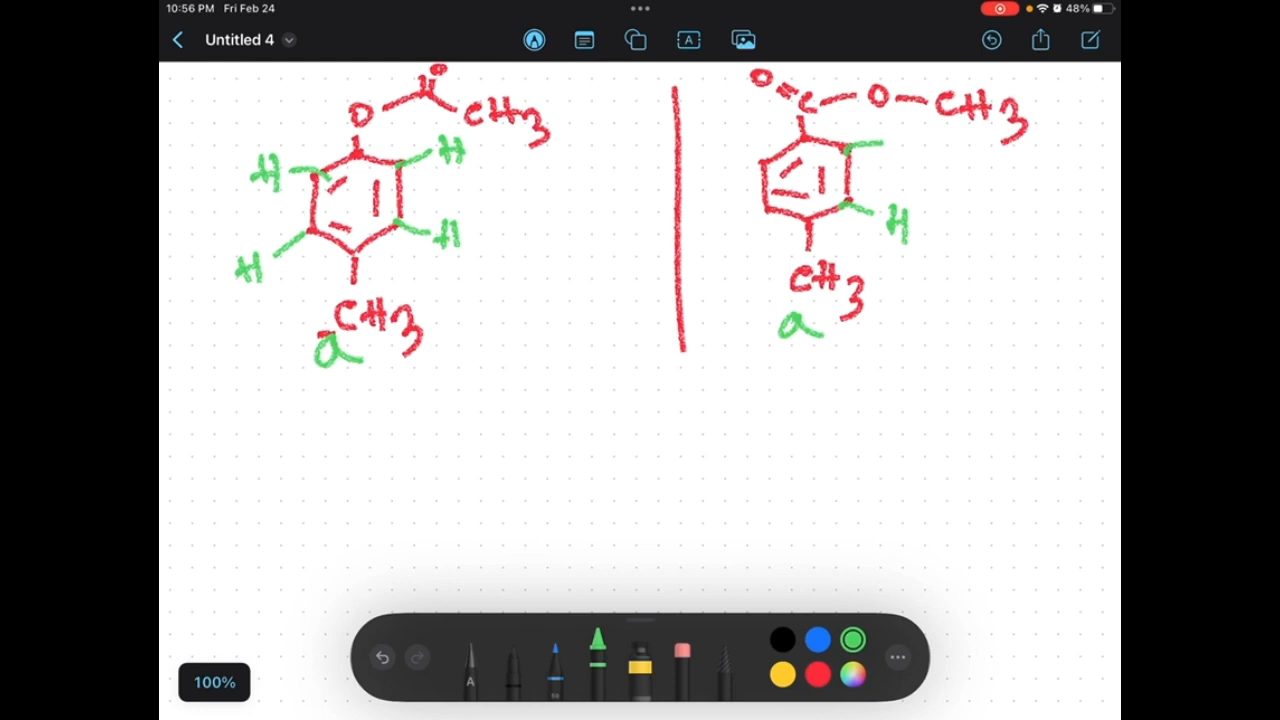 10:56 PM Fri Feb 24
48%
Untitled 4
A
O
O
CH3
H
H
H
H
CH3
a
O
C
O
CH3
H
CH3
a
A
100%